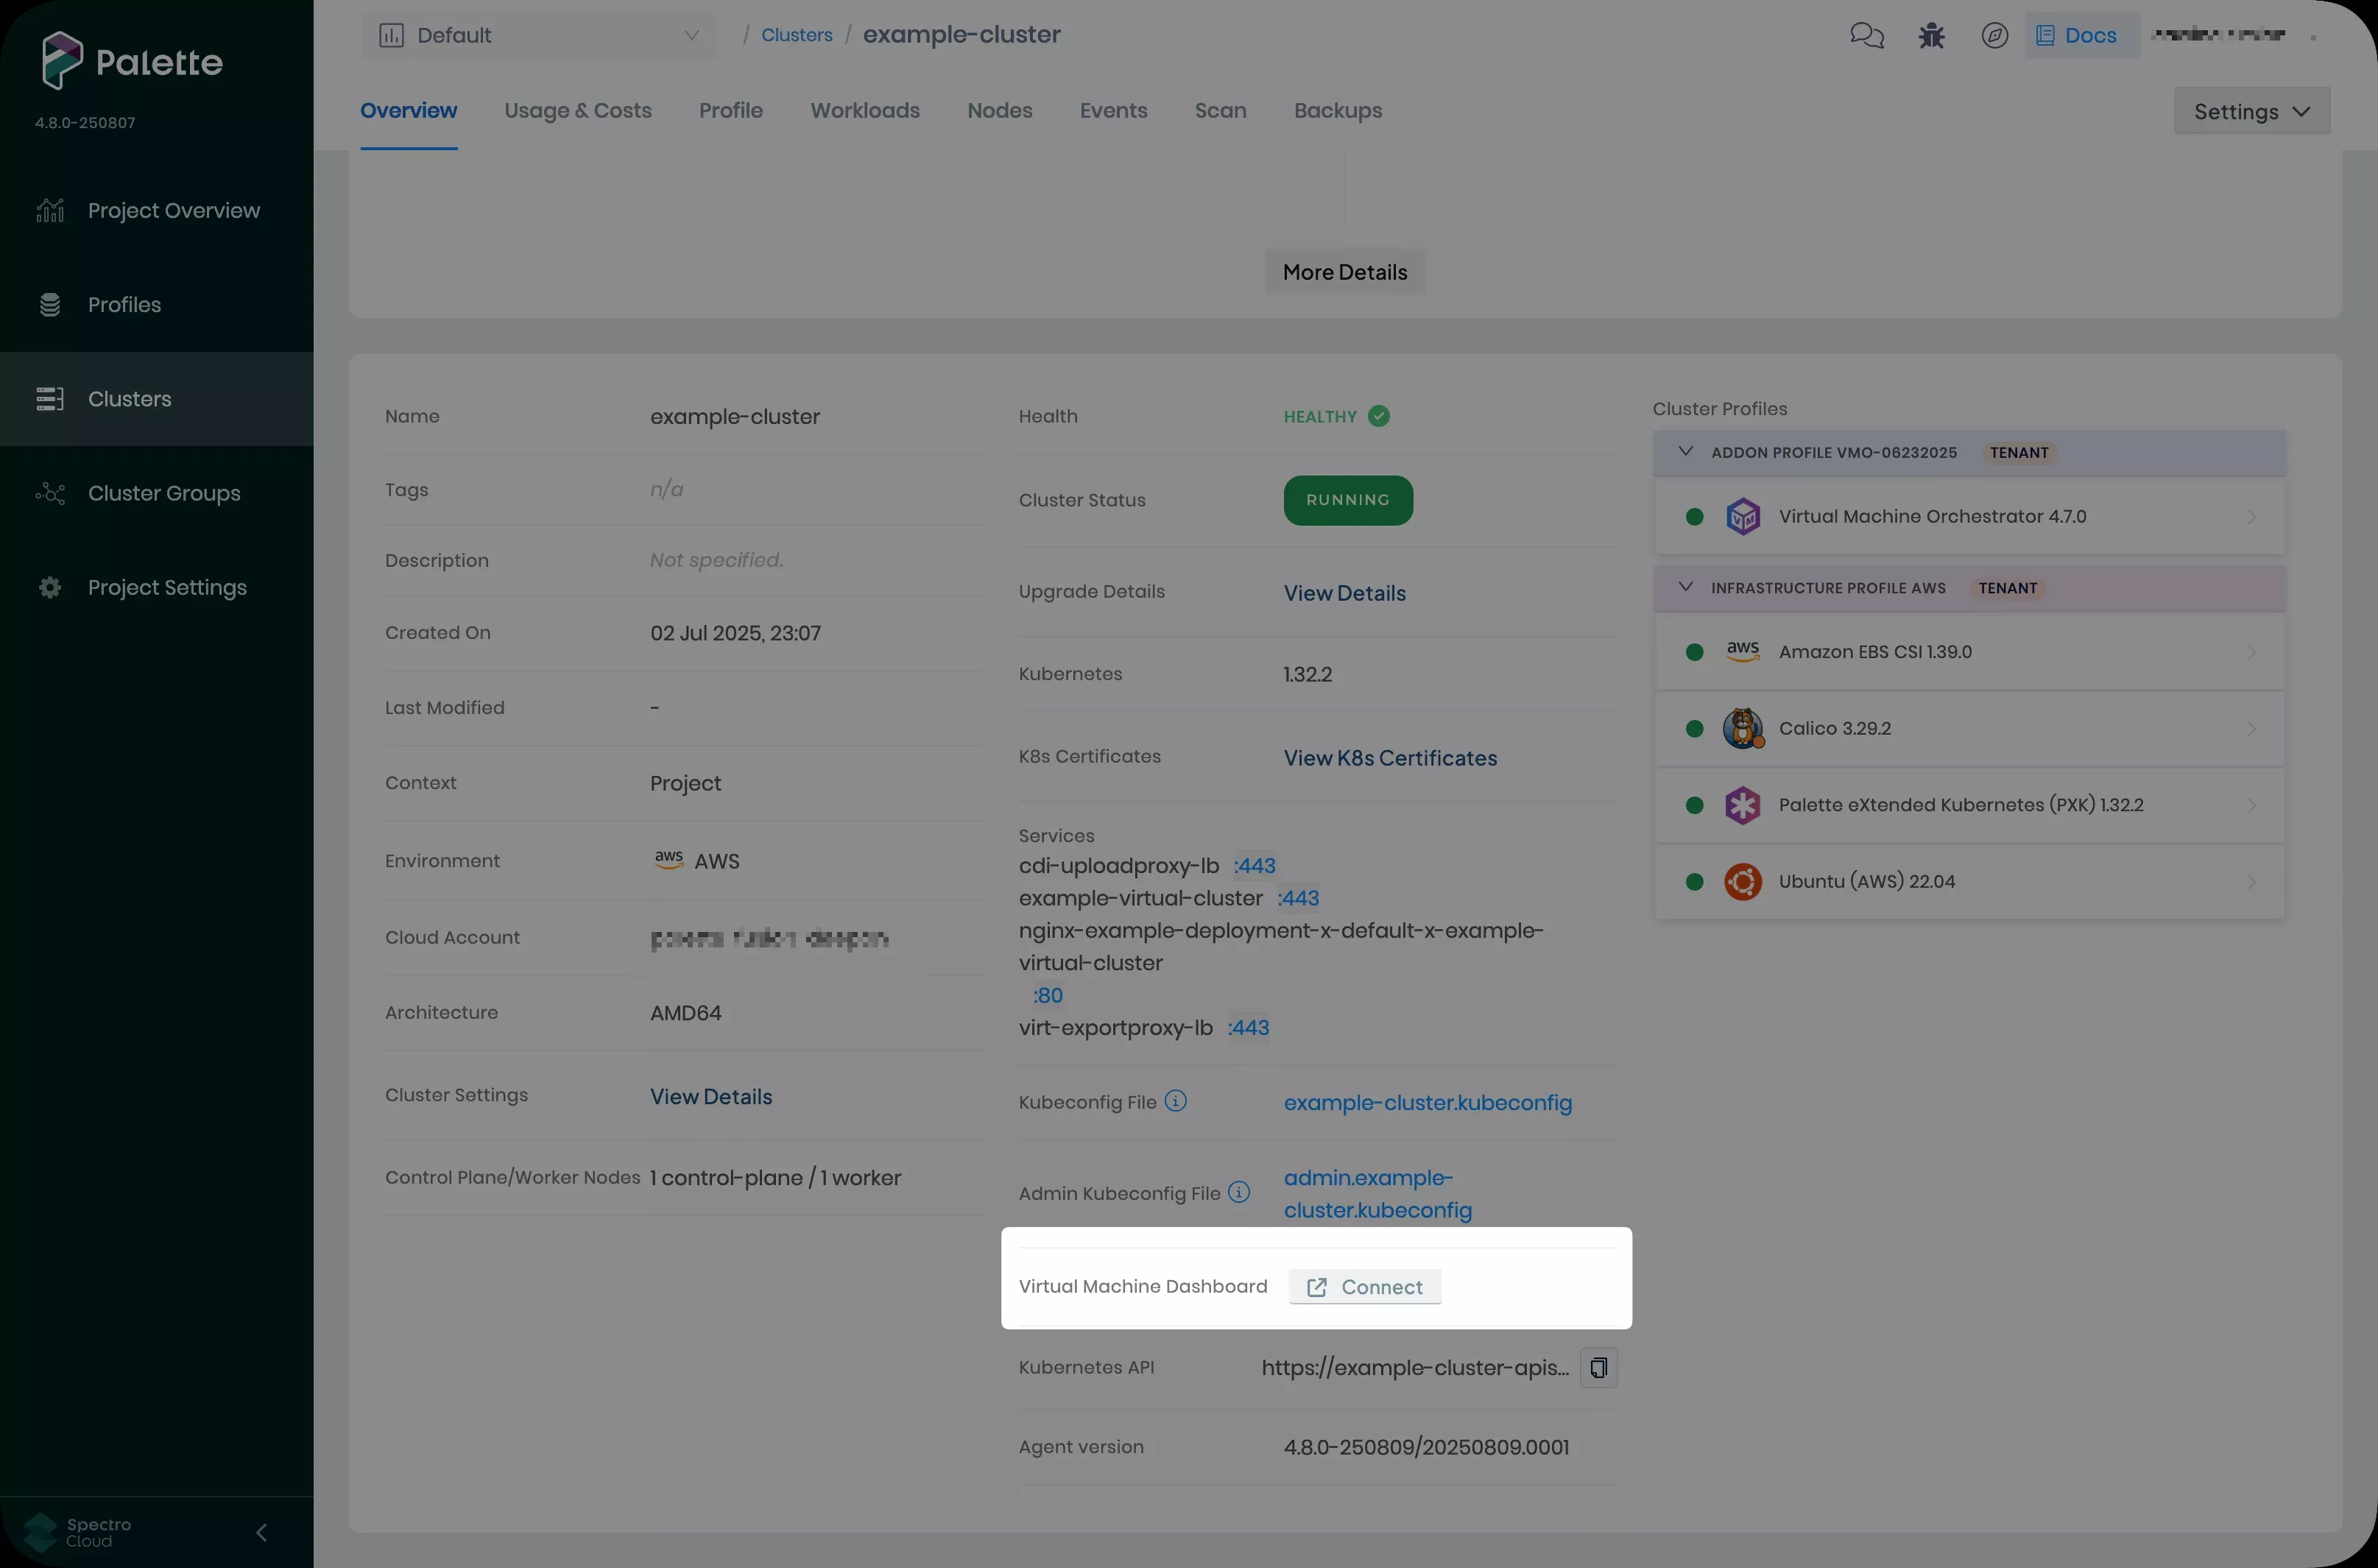 Palette
4.8.0-250807
Project Overview
Profiles
Clusters
Cluster Groups
Project Settings
Spectro
Cloud
Default
/ Clusters / example-cluster
Docs
Overview
Usage & Costs
Profile
Workloads
Nodes
Events
Scan
Backups
Settings
More Details
Name example-cluster
Tags n/a
Description Not specified.
Created On 02 Jul 2025, 23:07
Last Modified -
Context Project
Environment aws AWS
Cloud Account
Architecture AMD64
Cluster Settings View Details
Control Plane/Worker Nodes 1 control-plane / 1 worker
Health HEALTHY
Cluster Status RUNNING
Upgrade Details View Details
Kubernetes 1.32.2
K8s Certificates View K8s Certificates
Services
cdi-uploadproxy-lb :443
example-virtual-cluster :443
nginx-example-deployment-x-default-x-example-
virtual-cluster
:80
virt-exportproxy-lb :443
Kubeconfig File example-cluster.kubeconfig
Admin Kubeconfig File admin.example-
cluster.kubeconfig
Virtual Machine Dashboard Connect
Kubernetes API https://example-cluster-apis...
Agent version 4.8.0-250809/20250809.0001
Cluster Profiles
ADDON PROFILE VMO-06232025 TENANT
VM Virtual Machine Orchestrator 4.7.0
INFRASTRUCTURE PROFILE AWS TENANT
aws Amazon EBS CSI 1.39.0
Calico 3.29.2
Palette eXtended Kubernetes (PXK) 1.32.2
Ubuntu (AWS) 22.04